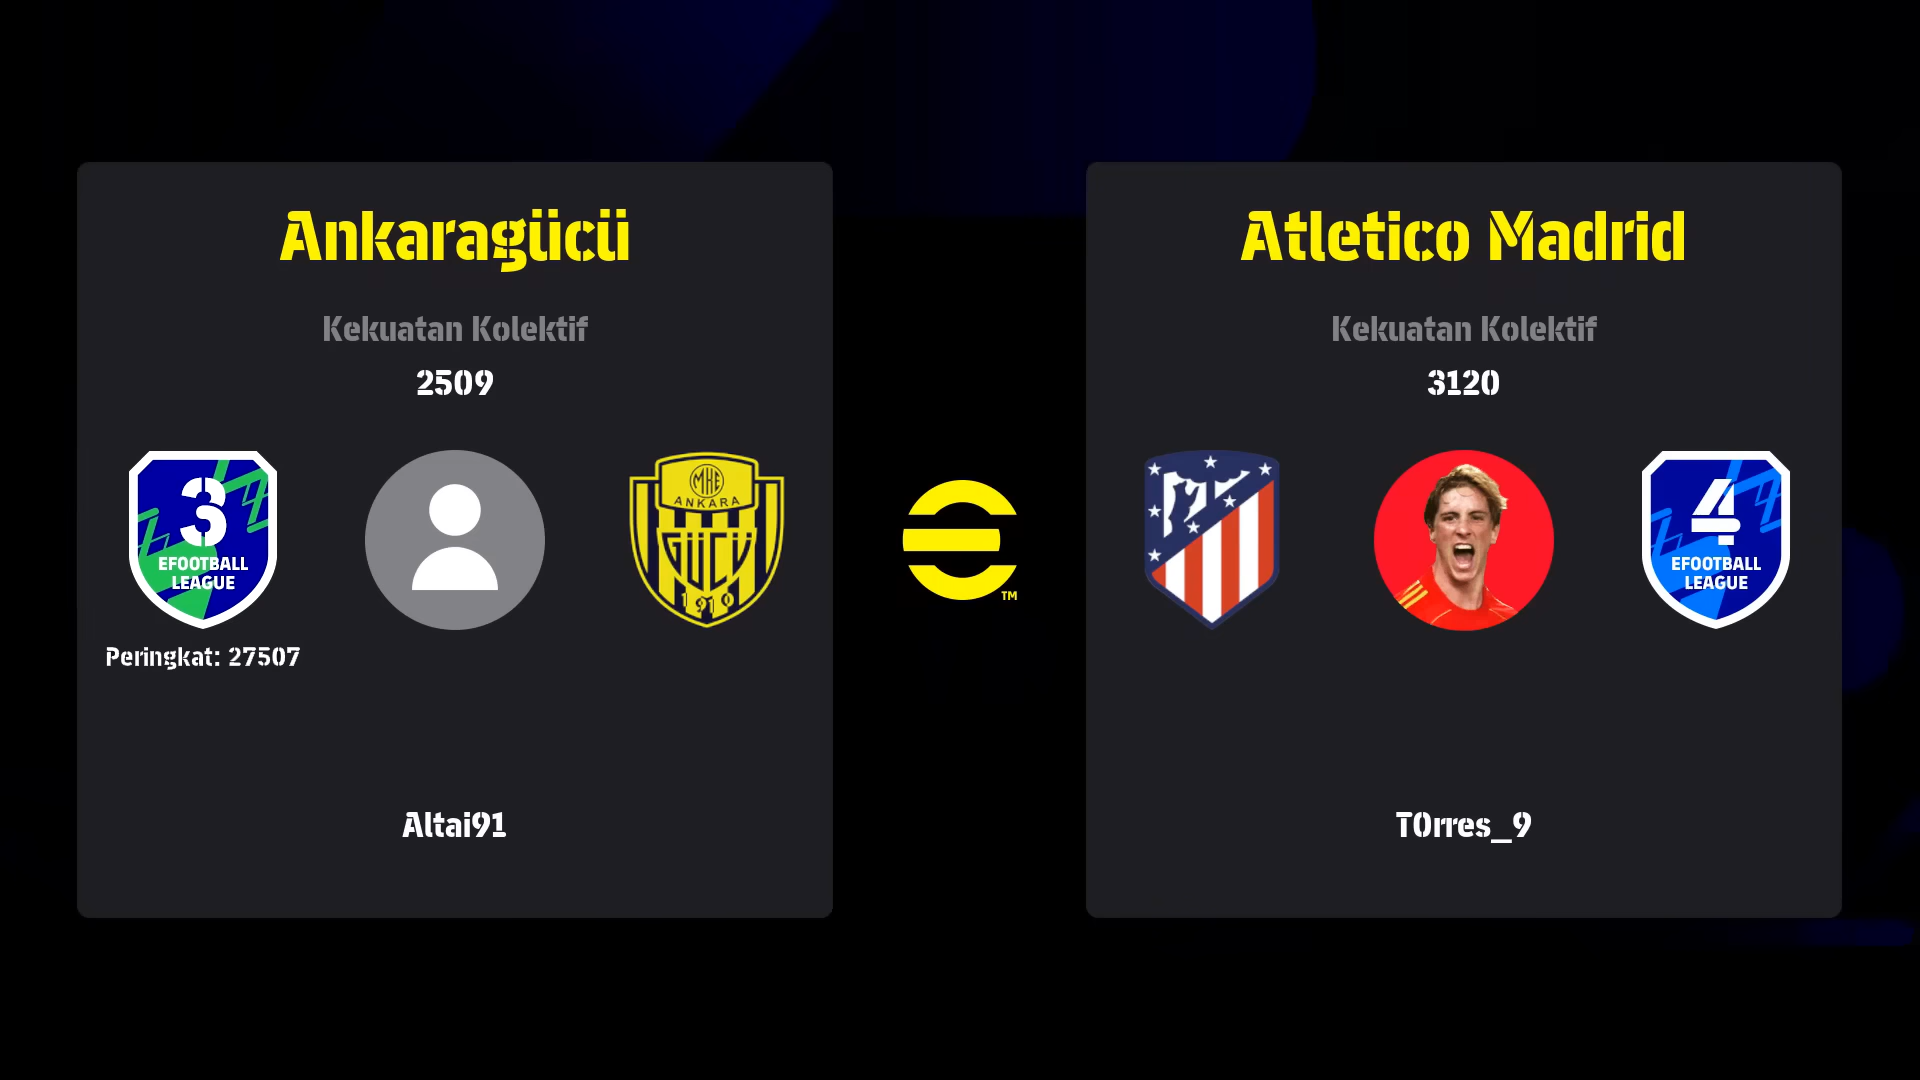 Ankaragücü
Kekuatan Kolektif
2509
3
EFOOTBALL
LEAGUE
Peringkat: 27507
MKE
ANKARA
GÜCÜ
1910
Altai91
TM
Atletico Madrid
Kekuatan Kolektif
3120
4
EFOOTBALL
LEAGUE
T0rres_9